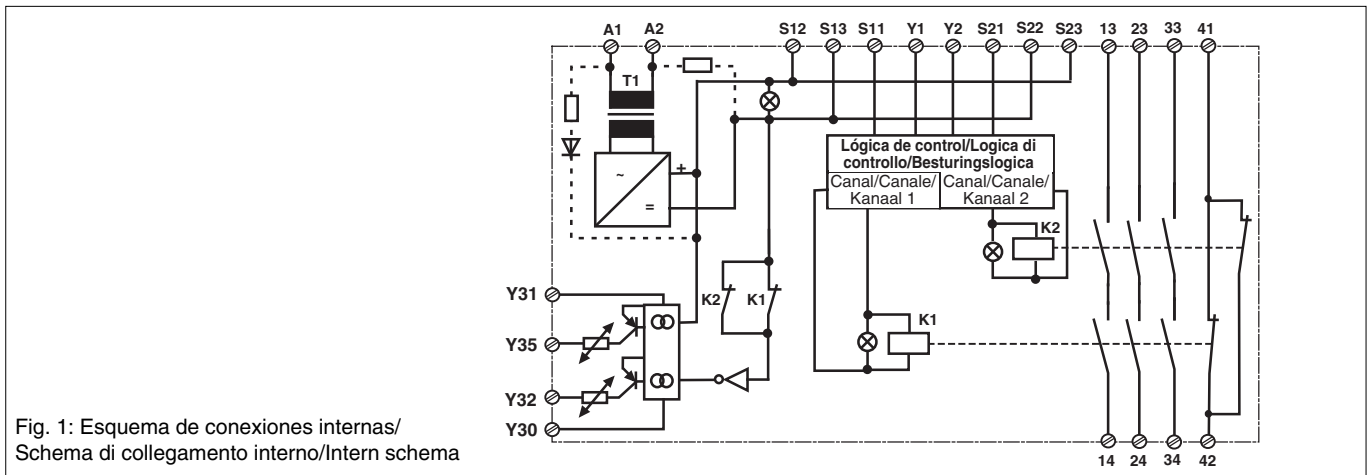 A1 A2 S12 S13 S11 Y1 Y2 S21 S22 S23 13 23 33 41
T1
Lógica de control/Logica di
controllo/Besturingslogica
+
~
=
Canal/Canale/ Canal/Canale/
Kanaal 1 Kanaal 2
K2
Y31
K2 K1
K1
Y35
Y32
Y30
14 24 34 42
Fig. 1: Esquema de conexiones internas/
Schema di collegamento interno/Intern schema